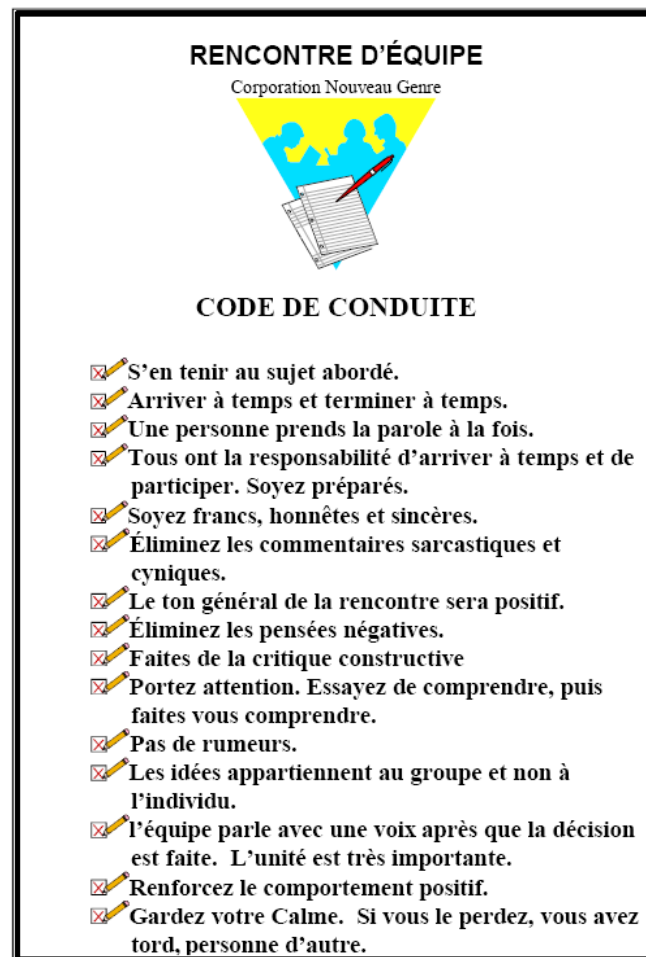 RENCONTRE D'ÉQUIPE
Corporation Nouveau Genre
CODE DE CONDUITE
S'en tenir au sujet abordé.
Arriver à temps et terminer à temps.
Une personne prends la parole à la fois.
Tous ont la responsabilité d'arriver à temps et de
participer. Soyez préparés.
Soyez francs, honnêtes et sincères.
Éliminez les commentaires sarcastiques et
cyniques.
Le ton général de la rencontre sera positif.
Éliminez les pensées négatives.
Faites de la critique constructive
Portez attention. Essayez de comprendre, puis
faites vous comprendre.
Pas de rumeurs.
Les idées appartiennent au groupe et non à
l'individu.
l'équipe parle avec une voix après que la décision
est faite.  L'unité est très importante.
Renforcez le comportement positif.
Gardez votre Calme.  Si vous le perdez, vous avez
tord, personne d'autre.